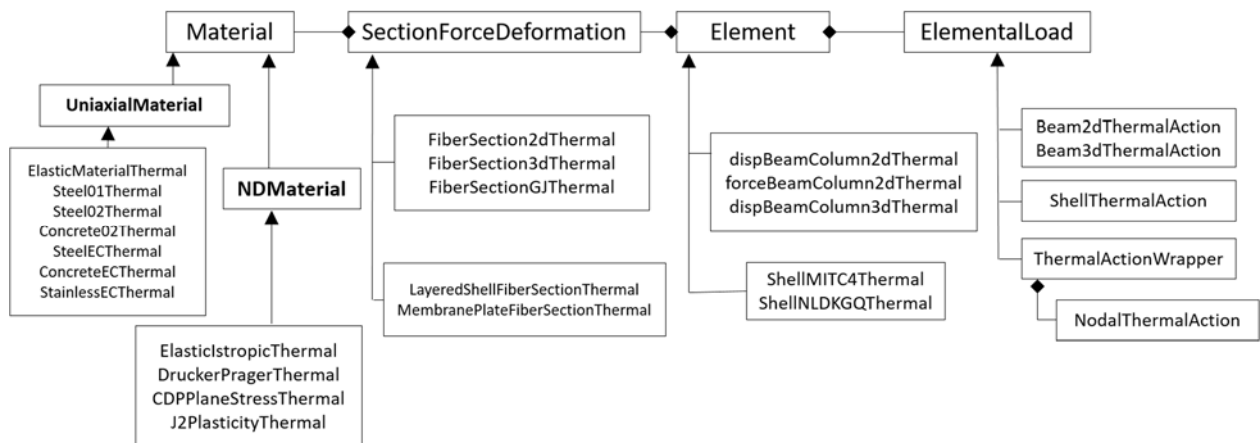 Material
SectionForceDeformation
Element
ElementalLoad
UniaxialMaterial
ElasticMaterialThermal
Steel01Thermal
Steel02Thermal
Concrete02Thermal
SteelECThermal
ConcreteECThermal
StainlessECThermal
NDMaterial
ElasticIstropicThermal
DruckerPragerThermal
CDPPlaneStressThermal
J2PlasticityThermal
FiberSection2dThermal
FiberSection3dThermal
FiberSectionGJThermal
LayeredShellFiberSectionThermal
MembranePlateFiberSectionThermal
dispBeamColumn2dThermal
forceBeamColumn2dThermal
dispBeamColumn3dThermal
ShellMITC4Thermal
ShellNLDKGQThermal
Beam2dThermalAction
Beam3dThermalAction
ShellThermalAction
ThermalActionWrapper
NodalThermalAction